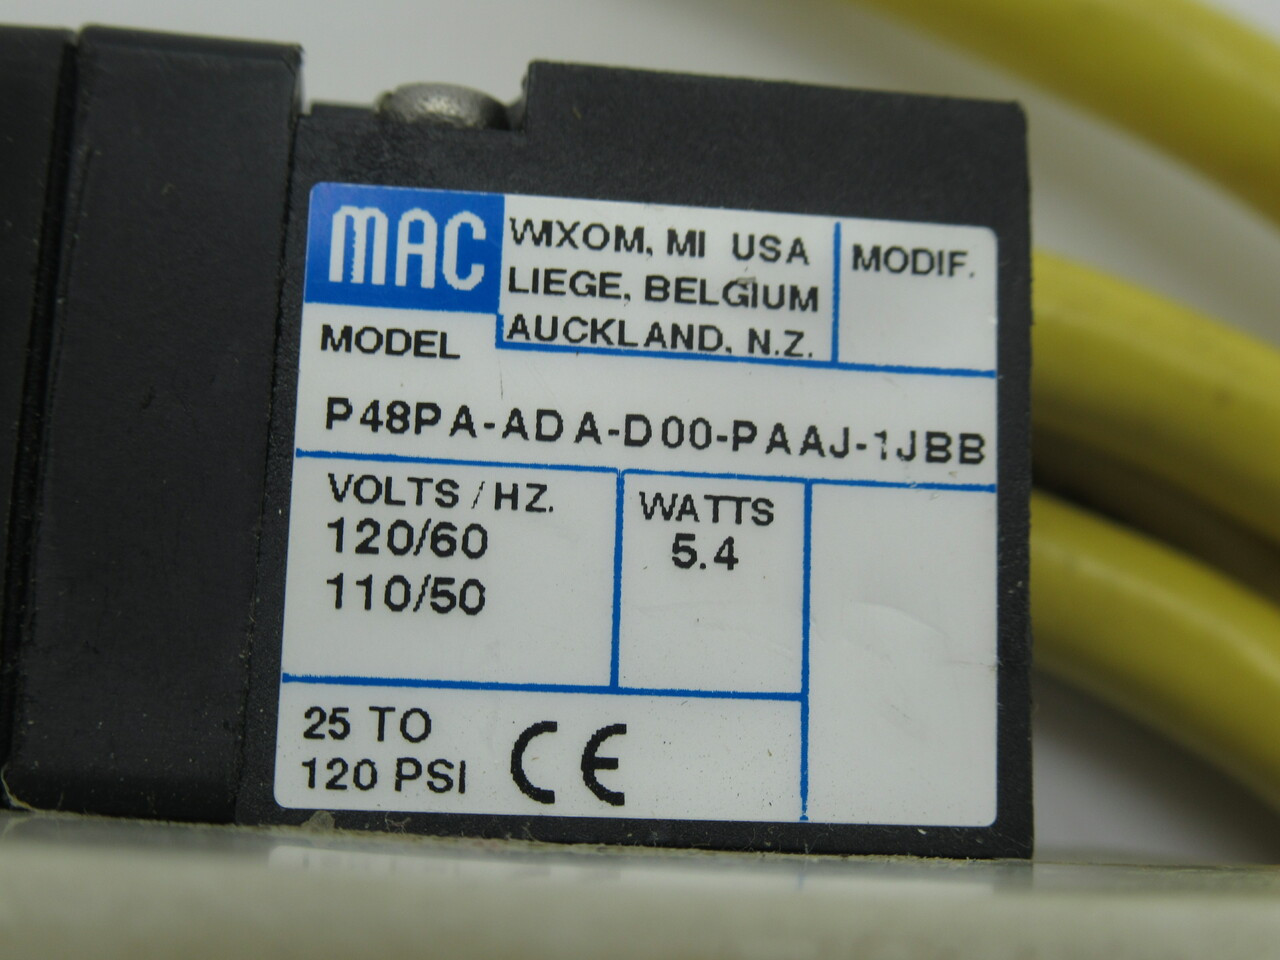 MAC
WIXOM, MI USA
LIEGE, BELGIUM
AUCKLAND, N.Z.
MODIF.
MODEL
P48PA-ADA-D00-PAAJ-1JBB
VOLTS / HZ.
120/60
110/50
WATTS
5.4
25 TO
120 PSI
CE